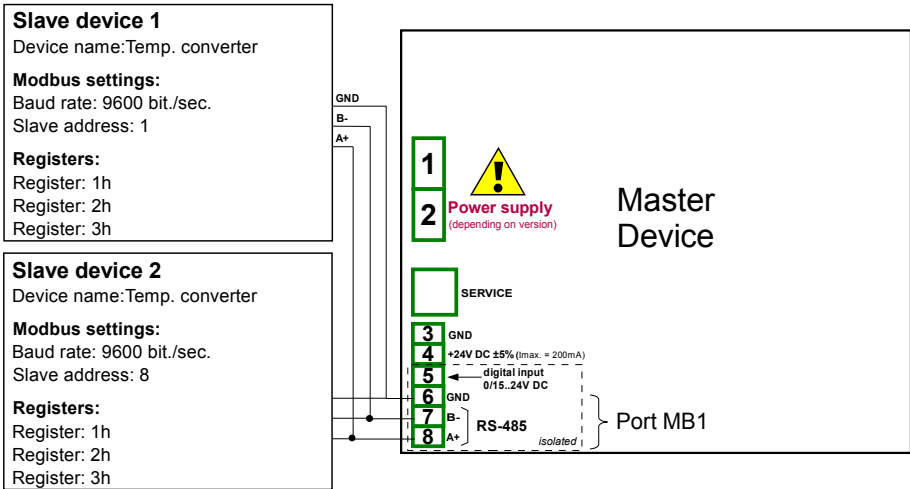 Slave device 1
Device name:Temp. converter
Modbus settings:
Baud rate: 9600 bit./sec.
Slave address: 1
Registers:
Register: 1h
Register: 2h
Register: 3h
GND
B-
A+
Slave device 2
Device name:Temp. converter
Modbus settings:
Baud rate: 9600 bit./sec.
Slave address: 8
Registers:
Register: 1h
Register: 2h
Register: 3h
1
2
!
Power supply
(depending on version)
Master
Device
SERVICE
3 GND
4 +24V DC ±5% (Imax. = 200mA)
5 digital input
0/15..24V DC
6 GND
7 B-
8 A+
RS-485
isolated
Port MB1